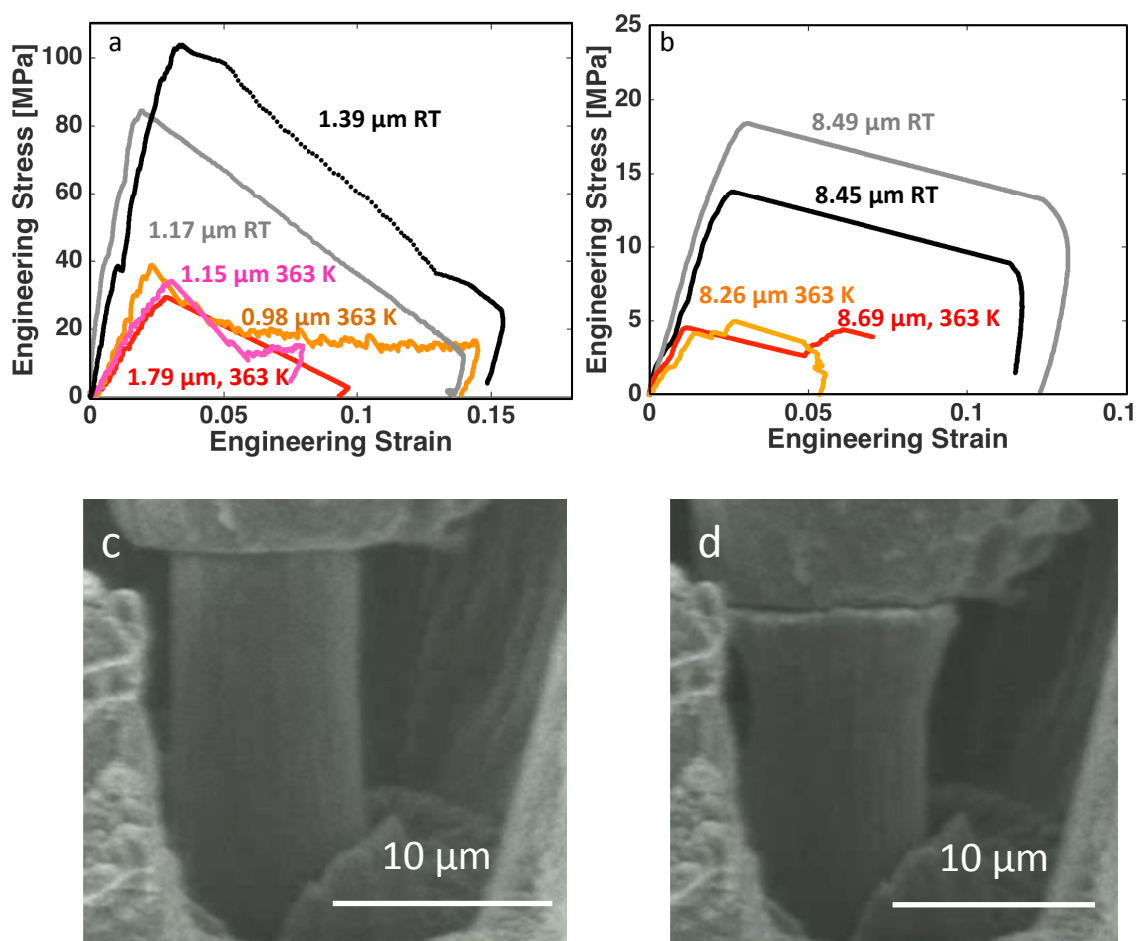 a
Engineering Stress [MPa]
100
80
60
40
20
0
1.39 µm RT
1.17 µm RT
1.15 µm 363 K
0.98 µm 363 K
1.79 µm, 363 K
0
0.05
0.1
0.15
Engineering Strain
b
Engineering Stress [MPa]
25
20
15
10
5
0
8.49 µm RT
8.45 µm RT
8.26 µm 363 K
8.69 µm, 363 K
0
0.05
0.1
0.1
Engineering Strain
c
10 µm
d
10 µm